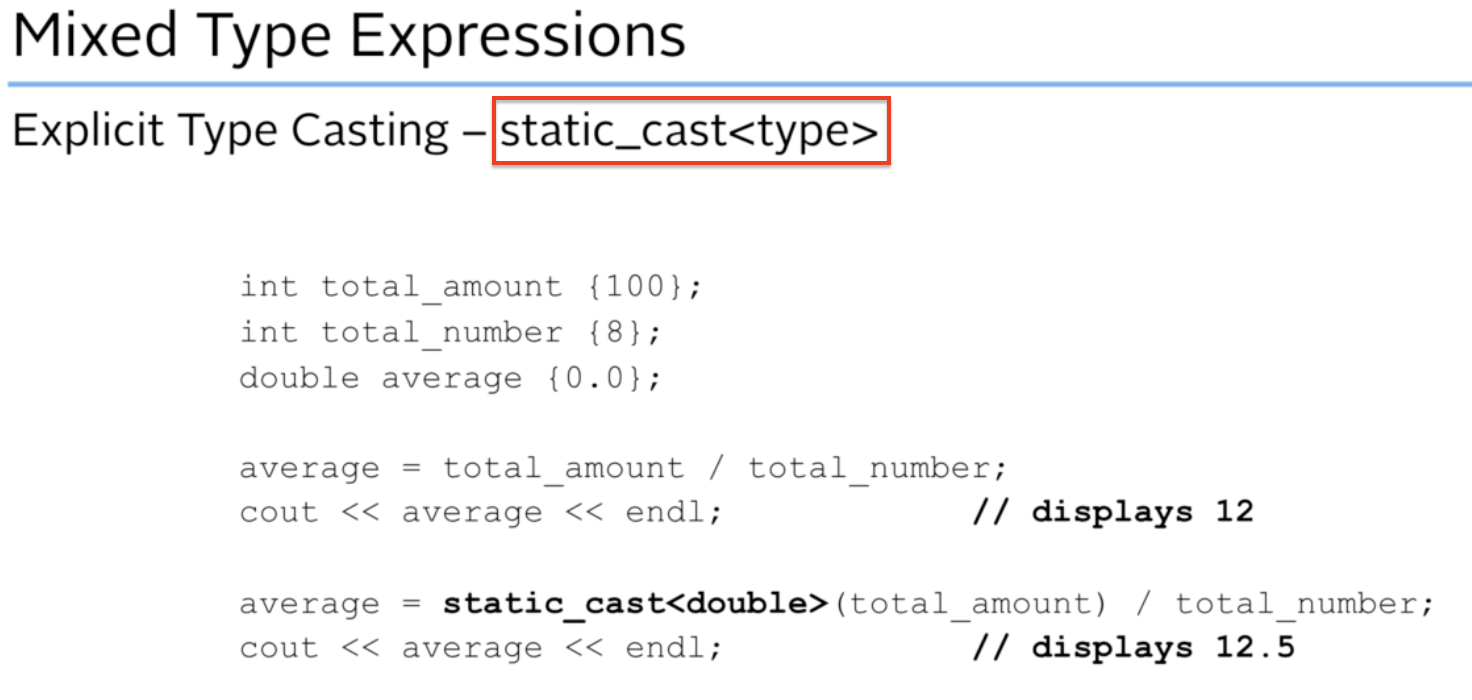 Mixed Type Expressions
Explicit Type Casting – static_cast<type>
int total_amount {100};
int total_number {8};
double average {0.0};
average = total_amount / total_number;
cout << average << endl; // displays 12
average = static_cast<double>(total_amount) / total_number;
cout << average << endl; // displays 12.5